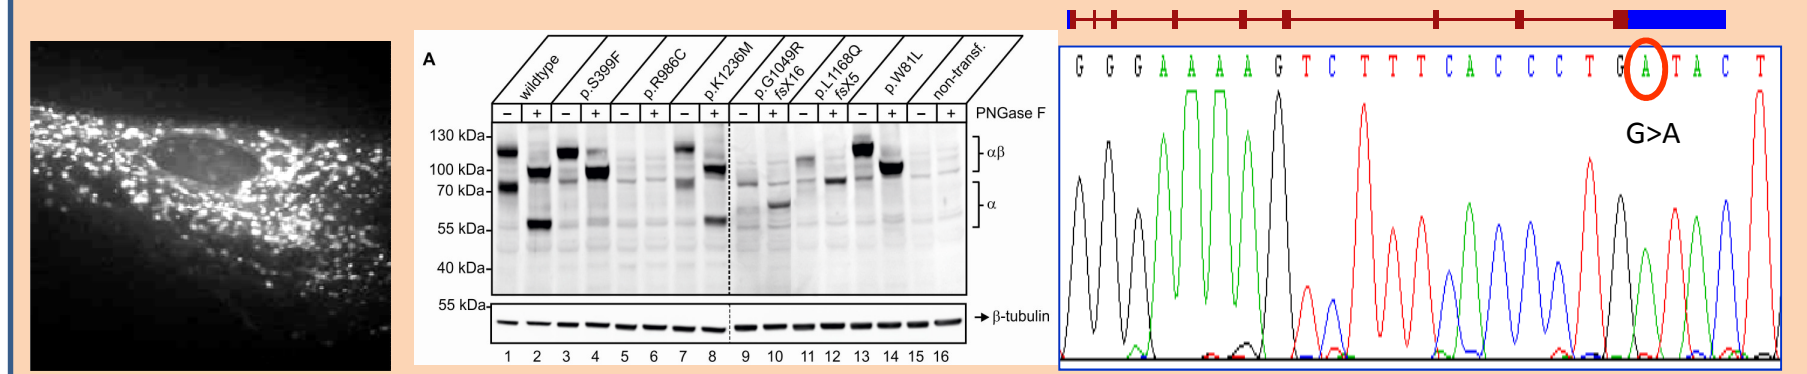 A
wildtype
p.S399F
p.R986C
p.K1236M
p.G1049R
fsX16
p.L1168Q
fsX5
p.W81L
non-transf.
– + – + – + – + – + – + – + – + PNGase F
130 kDa
100 kDa
70 kDa
55 kDa
40 kDa
αβ
α
55 kDa
β-tubulin
1 2 3 4 5 6 7 8 9 10 11 12 13 14 15 16
G G G A A A A G T C T T T C A C C C T G A T A C T
G>A